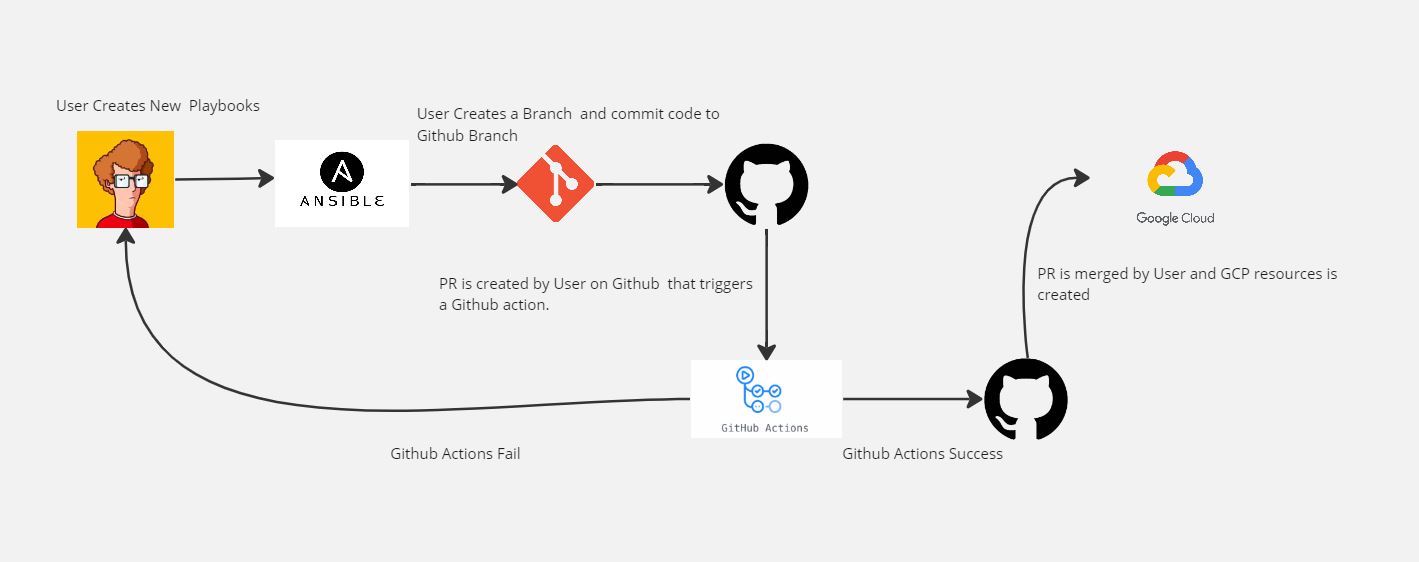 User Creates New  Playbooks
User Creates a Branch  and commit code to
Github Branch
ANSIBLE
Google Cloud
PR is created by User on Github  that triggers
a Github action.
PR is merged by User and GCP resources is
created
GitHub Actions
Github Actions Fail
Github Actions Success